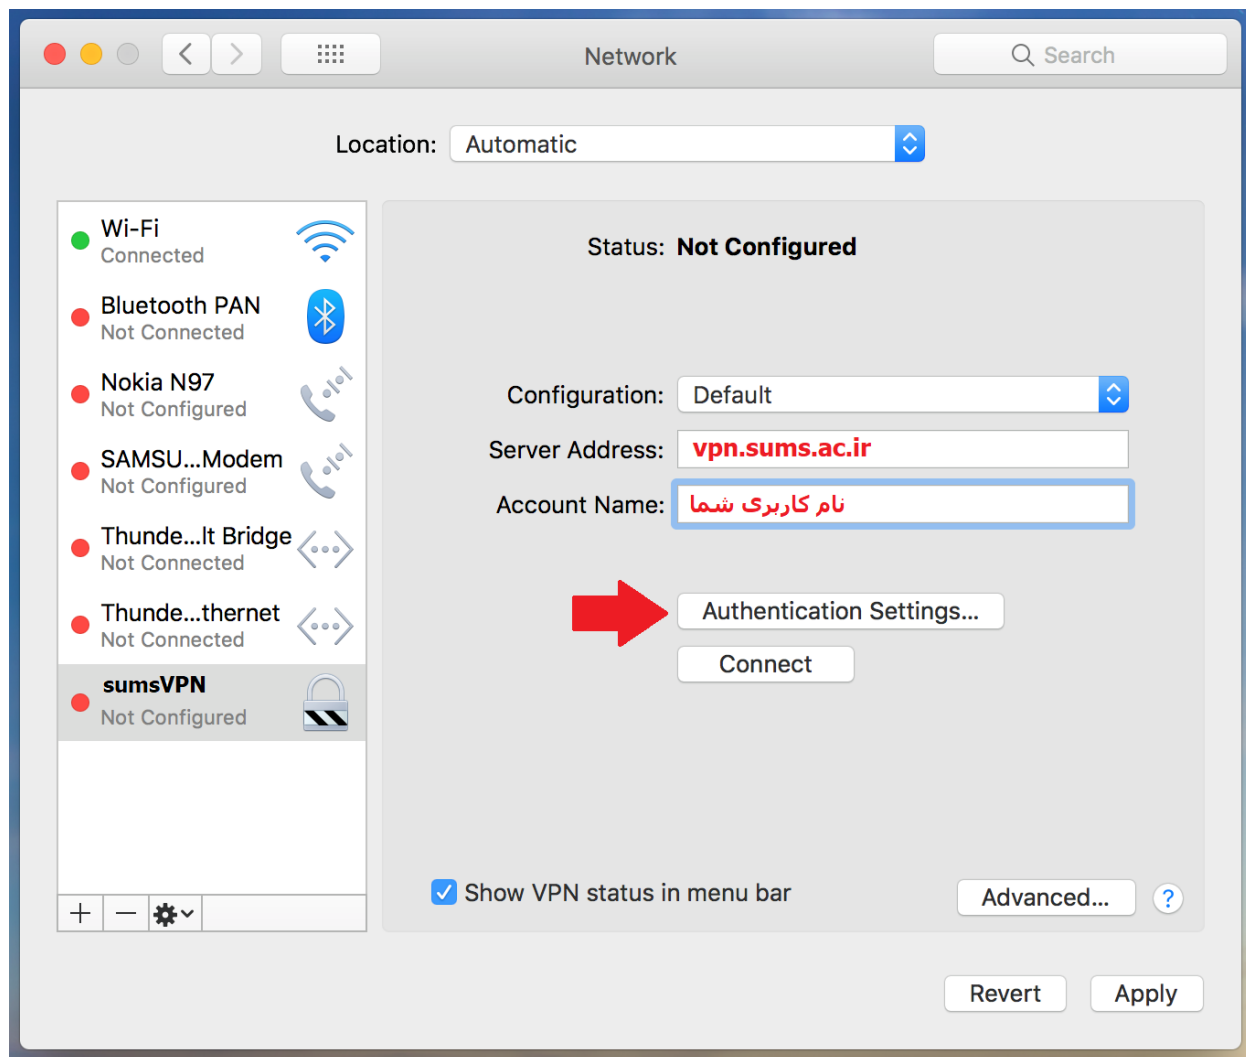 Network
Search
Location: Automatic
Wi-Fi
Connected
Bluetooth PAN
Not Connected
Nokia N97
Not Configured
SAMSU...Modem
Not Configured
Thunde...lt Bridge
Not Connected
Thunde...thernet
Not Connected
sumsVPN
Not Configured
Status: Not Configured
Configuration: Default
Server Address: vpn.sums.ac.ir
Account Name: نام کاربری شما
Authentication Settings...
Connect
Show VPN status in menu bar
Advanced...
?
Revert
Apply